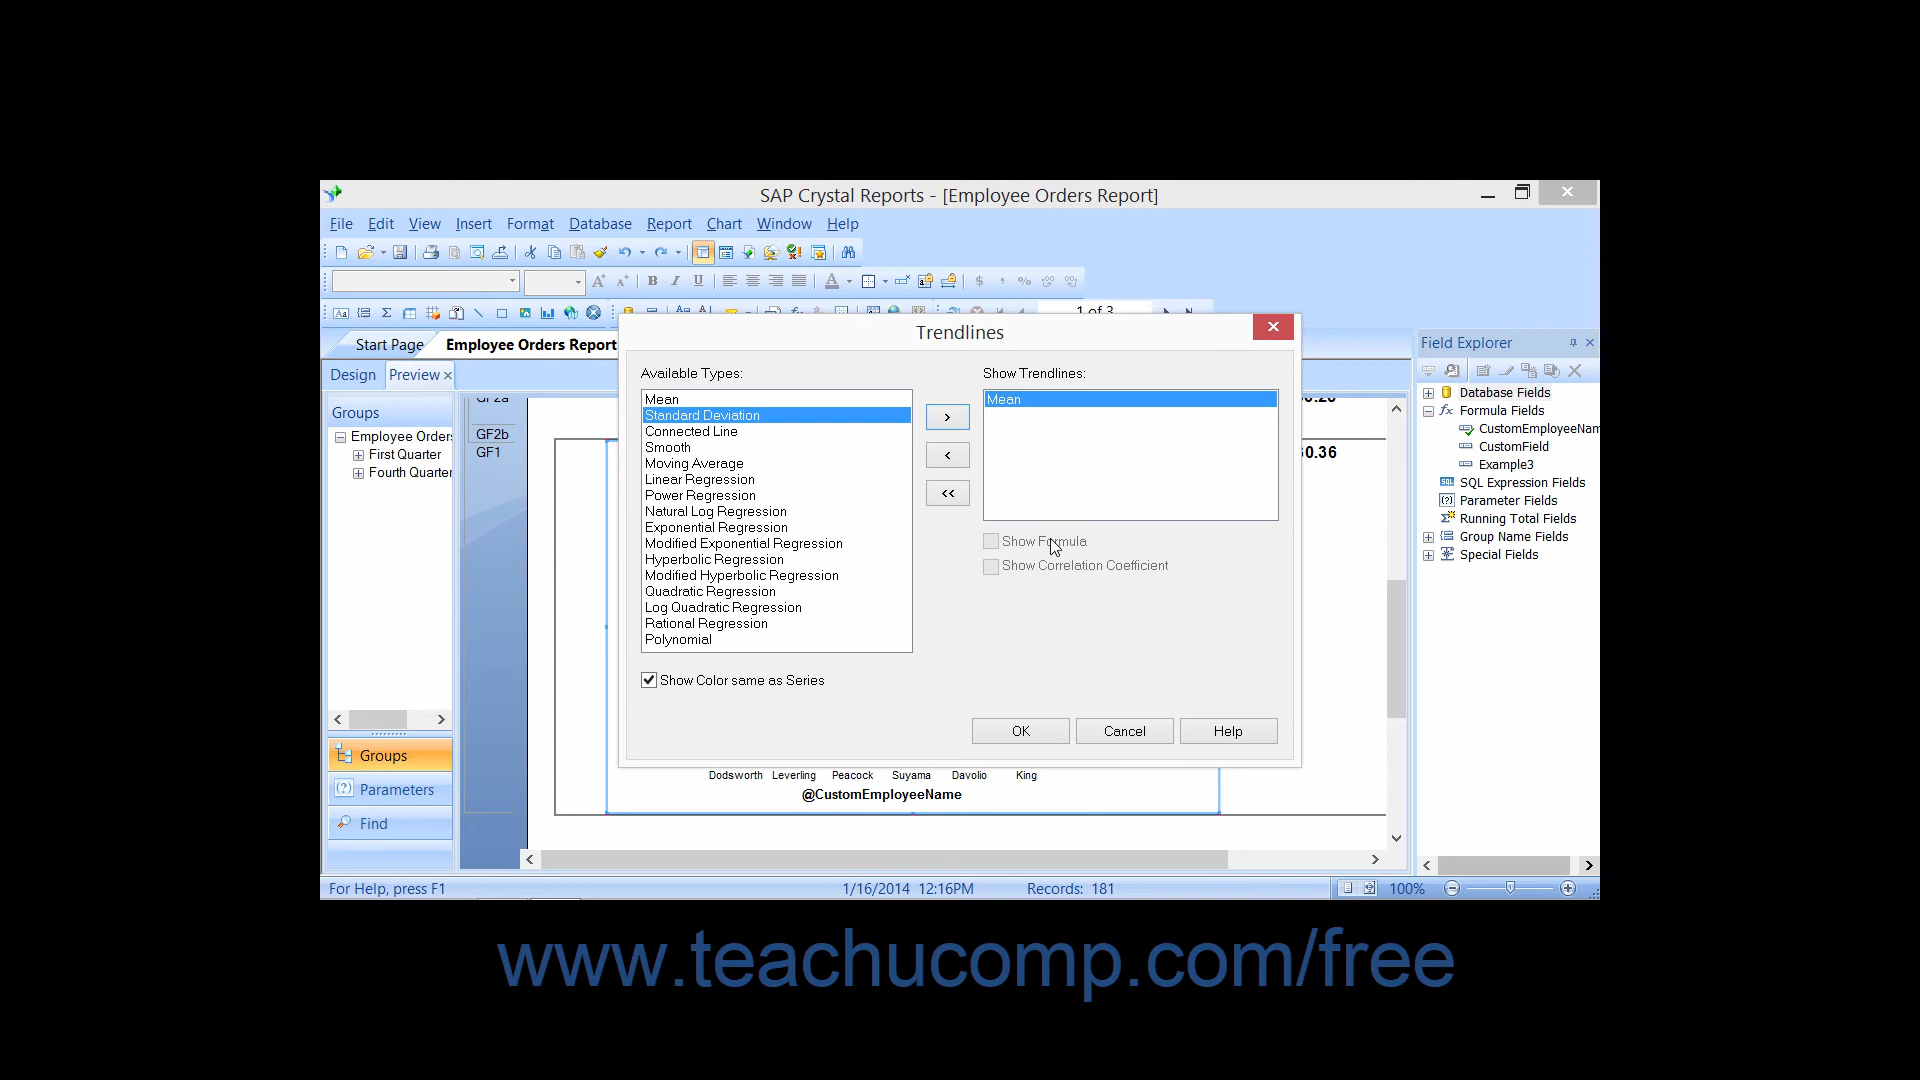 SAP Crystal Reports - [Employee Orders Report]
File Edit View Insert Format Database Report Chart Window Help
1 of 3
Start Page Employee Orders Report
Design Preview
Groups
Employee Orders
First Quarter
Fourth Quarter
Groups
Parameters
Find
GF2b
GF1
0.36
Trendlines
Available Types:
Mean
Standard Deviation
Connected Line
Smooth
Moving Average
Linear Regression
Power Regression
Natural Log Regression
Exponential Regression
Modified Exponential Regression
Hyperbolic Regression
Modified Hyperbolic Regression
Quadratic Regression
Log Quadratic Regression
Rational Regression
Polynomial
Show Color same as Series
>
<
<<
Show Trendlines:
Mean
Show Formula
Show Correlation Coefficient
OK Cancel Help
Dodsworth Leverling Peacock Suyama Davolio King
@CustomEmployeeName
Field Explorer
Database Fields
Formula Fields
CustomEmployeeNam
CustomField
Example3
SQL Expression Fields
Parameter Fields
Running Total Fields
Group Name Fields
Special Fields
For Help, press F1 1/16/2014 12:16PM Records: 181 100%
www.teachucomp.com/free